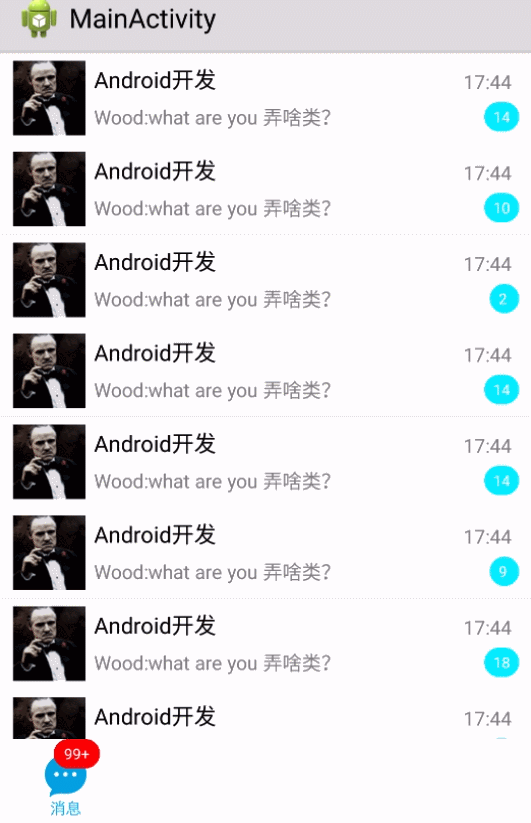 MainActivity
Android开发 17:44
Wood:what are you 弄啥类? 14
Android开发 17:44
Wood:what are you 弄啥类? 10
Android开发 17:44
Wood:what are you 弄啥类? 2
Android开发 17:44
Wood:what are you 弄啥类? 14
Android开发 17:44
Wood:what are you 弄啥类? 14
Android开发 17:44
Wood:what are you 弄啥类? 9
Android开发 17:44
Wood:what are you 弄啥类? 18
Android开发 17:44
99+
消息